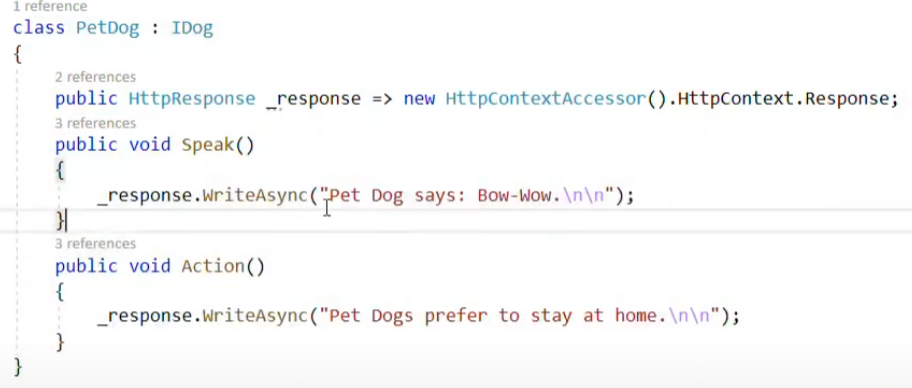 1 reference
class PetDog : IDog
{
2 references
public HttpResponse _response => new HttpContextAccessor().HttpContext.Response;
3 references
public void Speak()
{
_response.WriteAsync("Pet Dog says: Bow-Wow.\n\n");
}
3 references
public void Action()
{
_response.WriteAsync("Pet Dogs prefer to stay at home.\n\n");
}
}